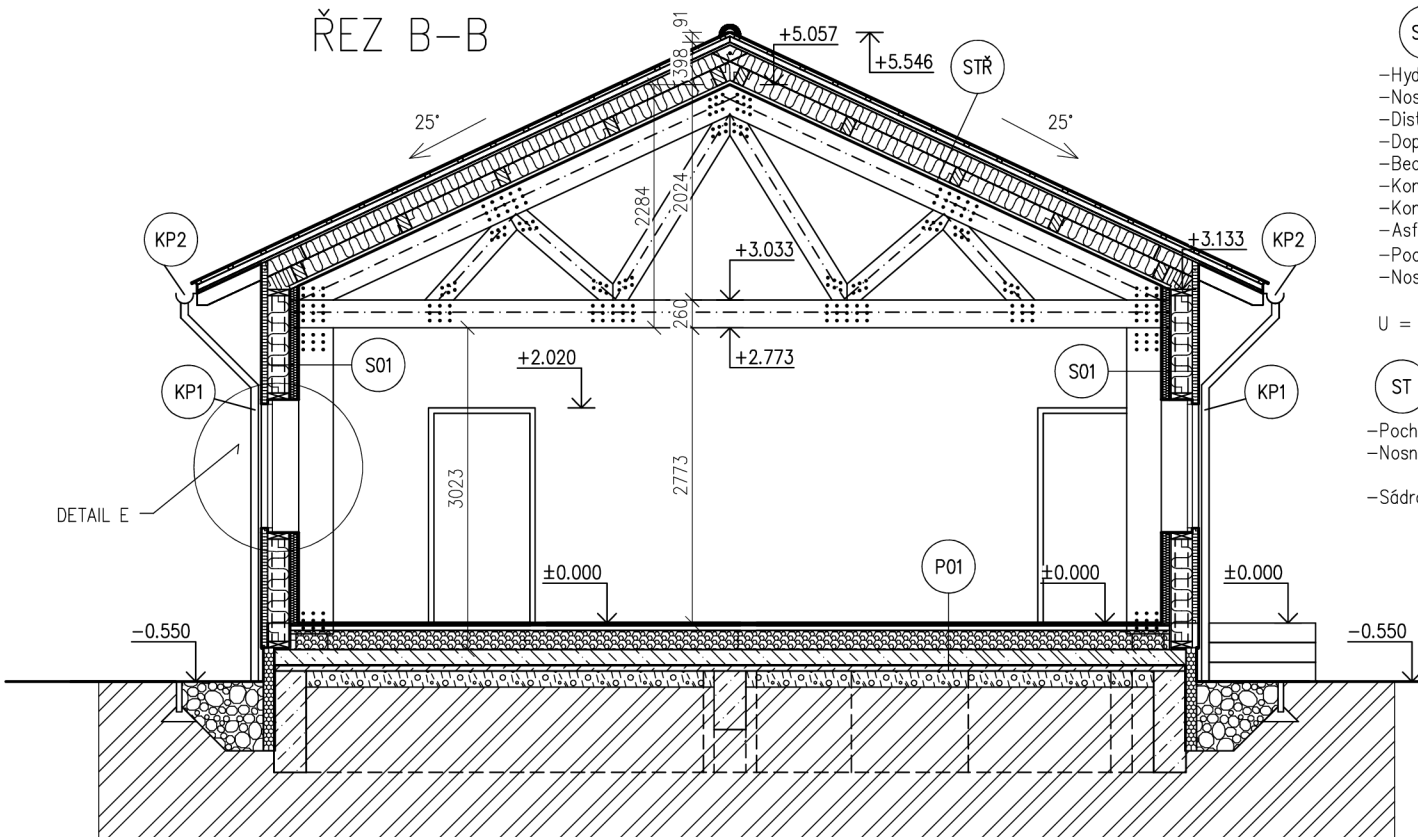 ŘEZ B–B
91
+5.057
+5.546
STŘ
398
25°
25°
2284
2024
KP2
+3.133
KP2
+3.033
260
+2.773
+2.020
S01
S01
KP1
KP1
3023
2773
DETAIL E
P01
±0.000
±0.000
±0.000
-0.550
-0.550
S
-Hyd
-Nos
-Dist
-Dop
-Kon
-Kon
-Asf
-Nos
U =
ST
-Poch
-Nosn
-Sádro